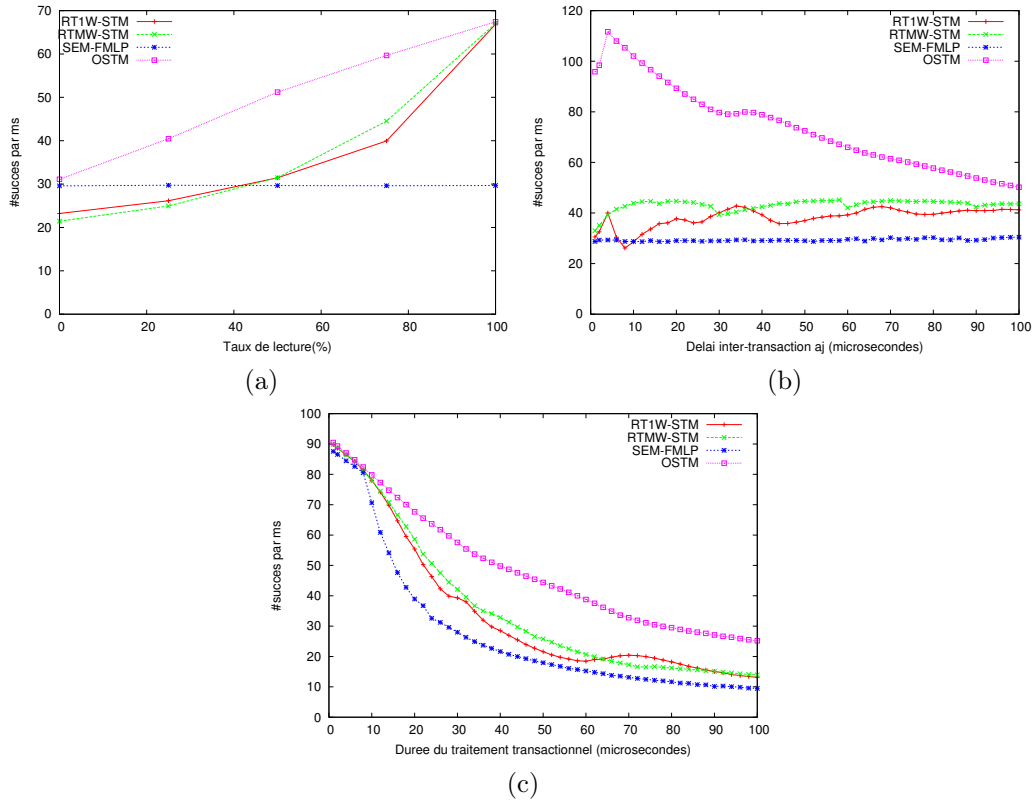 70
60
50
40
30
20
10
0
#succes par ms
0 20 40 60 80 100
Taux de lecture(%)
RT1W-STM
RTMW-STM
SEM-FMLP
OSTM
(a)
120
100
80
60
40
20
0
#succes par ms
0 10 20 30 40 50 60 70 80 90 100
Delai inter-transaction aj (microsecondes)
RT1W-STM
RTMW-STM
SEM-FMLP
OSTM
(b)
100
90
80
70
60
50
40
30
20
10
0
#succes par ms
0 10 20 30 40 50 60 70 80 90 100
Duree du traitement transactionnel (microsecondes)
RT1W-STM
RTMW-STM
SEM-FMLP
OSTM
(c)